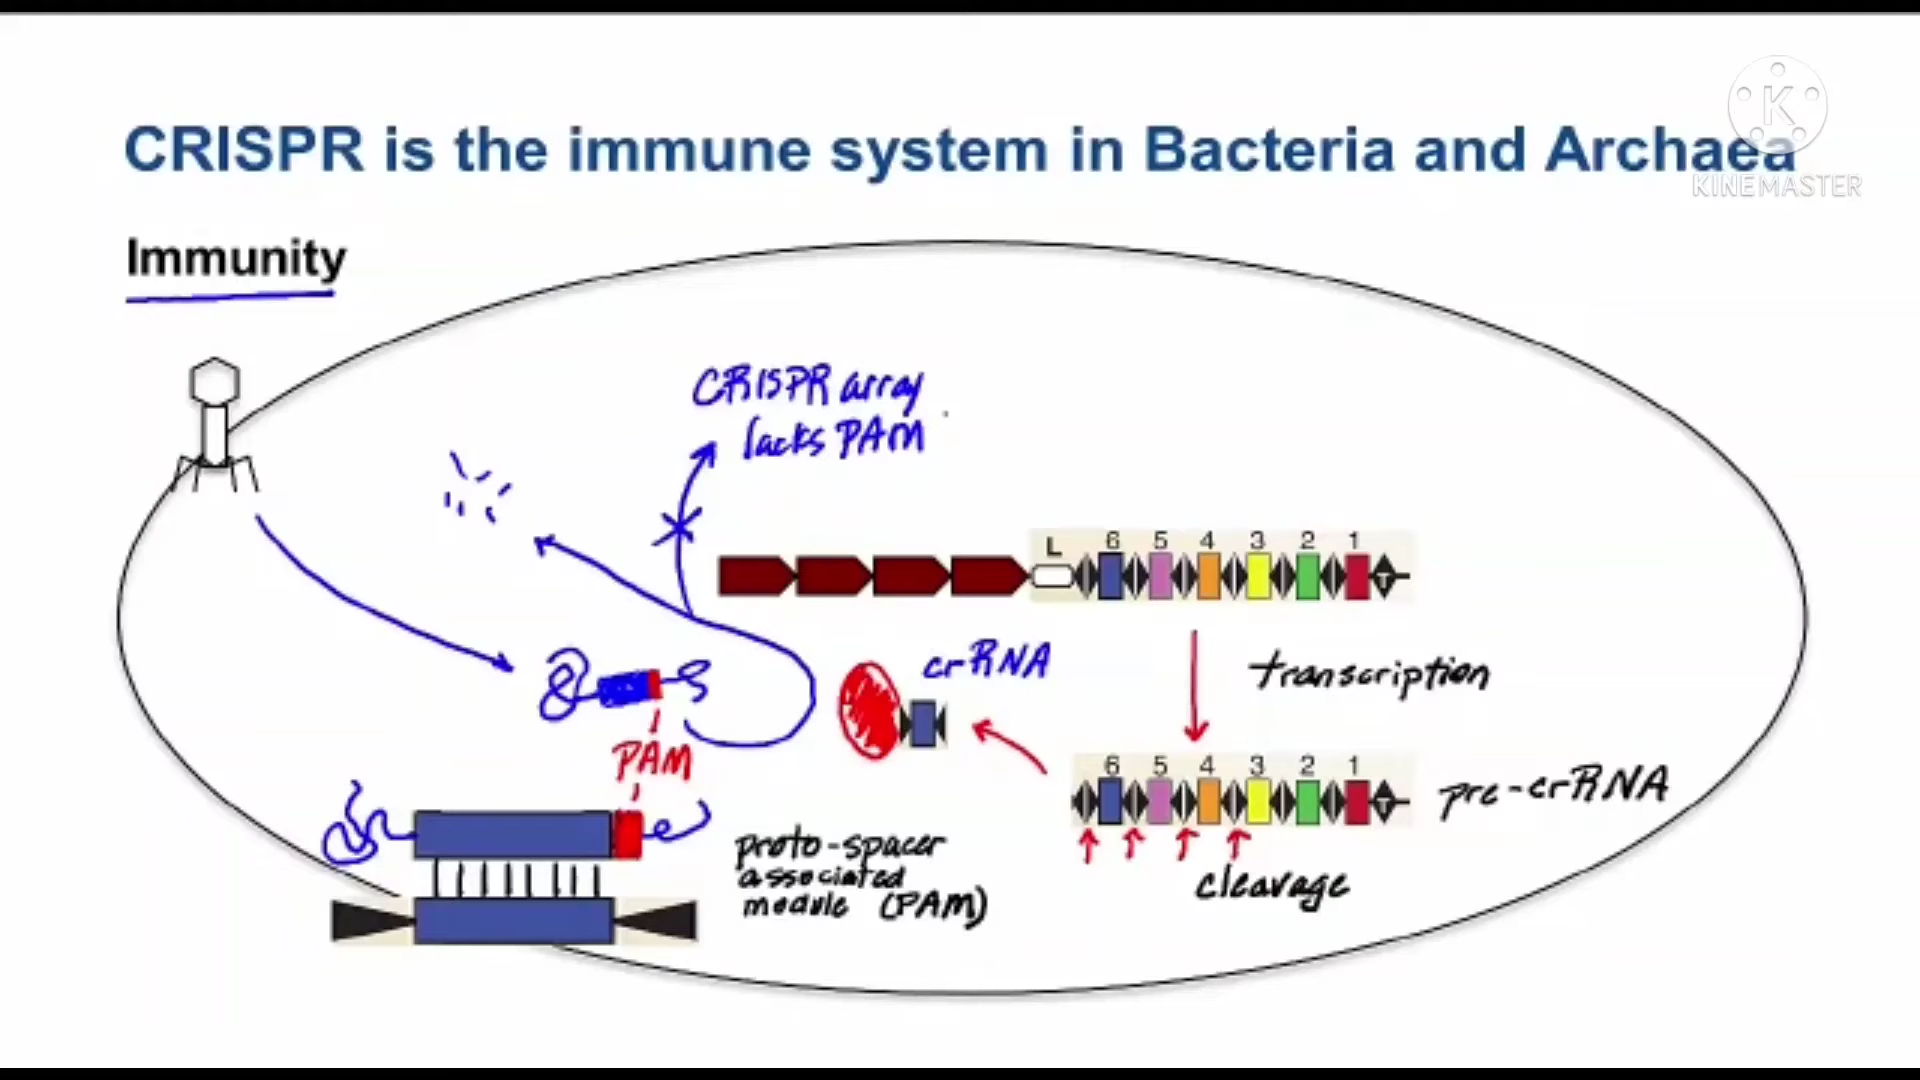 K
KINEMASTER
CRISPR is the immune system in Bacteria and Archaea
Immunity
CRISPR array
lacks PAM
L 6 5 4 3 2 1
T
crRNA
transcription
PAM
6 5 4 3 2 1
T
pre-crRNA
cleavage
proto-spacer
associated
module (PAM)